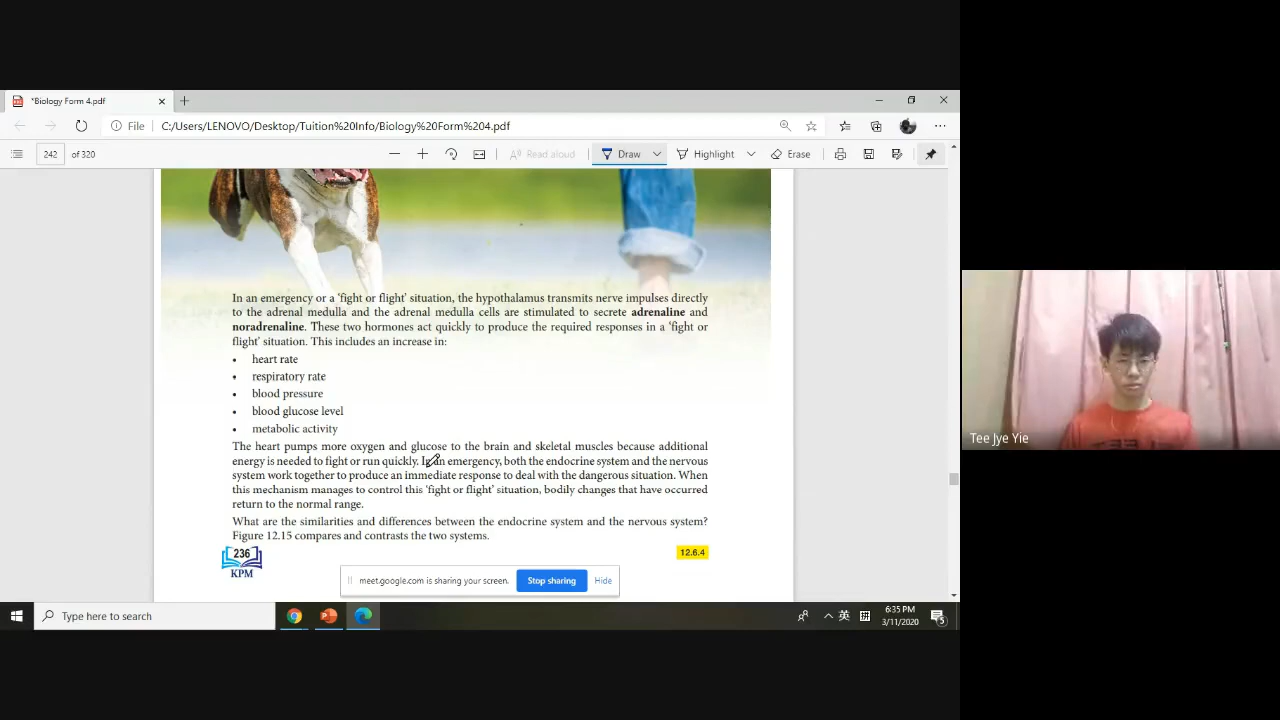 *Biology Form 4.pdf
File C:/Users/LENOVO/Desktop/Tuition%20Info/Biology%20Form%204.pdf
242 of 320 Read aloud Draw Highlight Erase
In an emergency or a ‘fight or flight’ situation, the hypothalamus transmits nerve impulses directly
to the adrenal medulla and the adrenal medulla cells are stimulated to secrete adrenaline and
noradrenaline. These two hormones act quickly to produce the required responses in a ‘fight or
flight’ situation. This includes an increase in:
• heart rate
• respiratory rate
• blood pressure
• blood glucose level
• metabolic activity
The heart pumps more oxygen and glucose to the brain and skeletal muscles because additional
energy is needed to fight or run quickly. In an emergency, both the endocrine system and the nervous
system work together to produce an immediate response to deal with the dangerous situation. When
this mechanism manages to control this ‘fight or flight’ situation, bodily changes that have occurred
return to the normal range.
What are the similarities and differences between the endocrine system and the nervous system?
Figure 12.15 compares and contrasts the two systems.
236
KPM
12.6.4
meet.google.com is sharing your screen. Stop sharing Hide
Type here to search
英
6:35 PM
3/11/2020
5
Tee Jye Yie